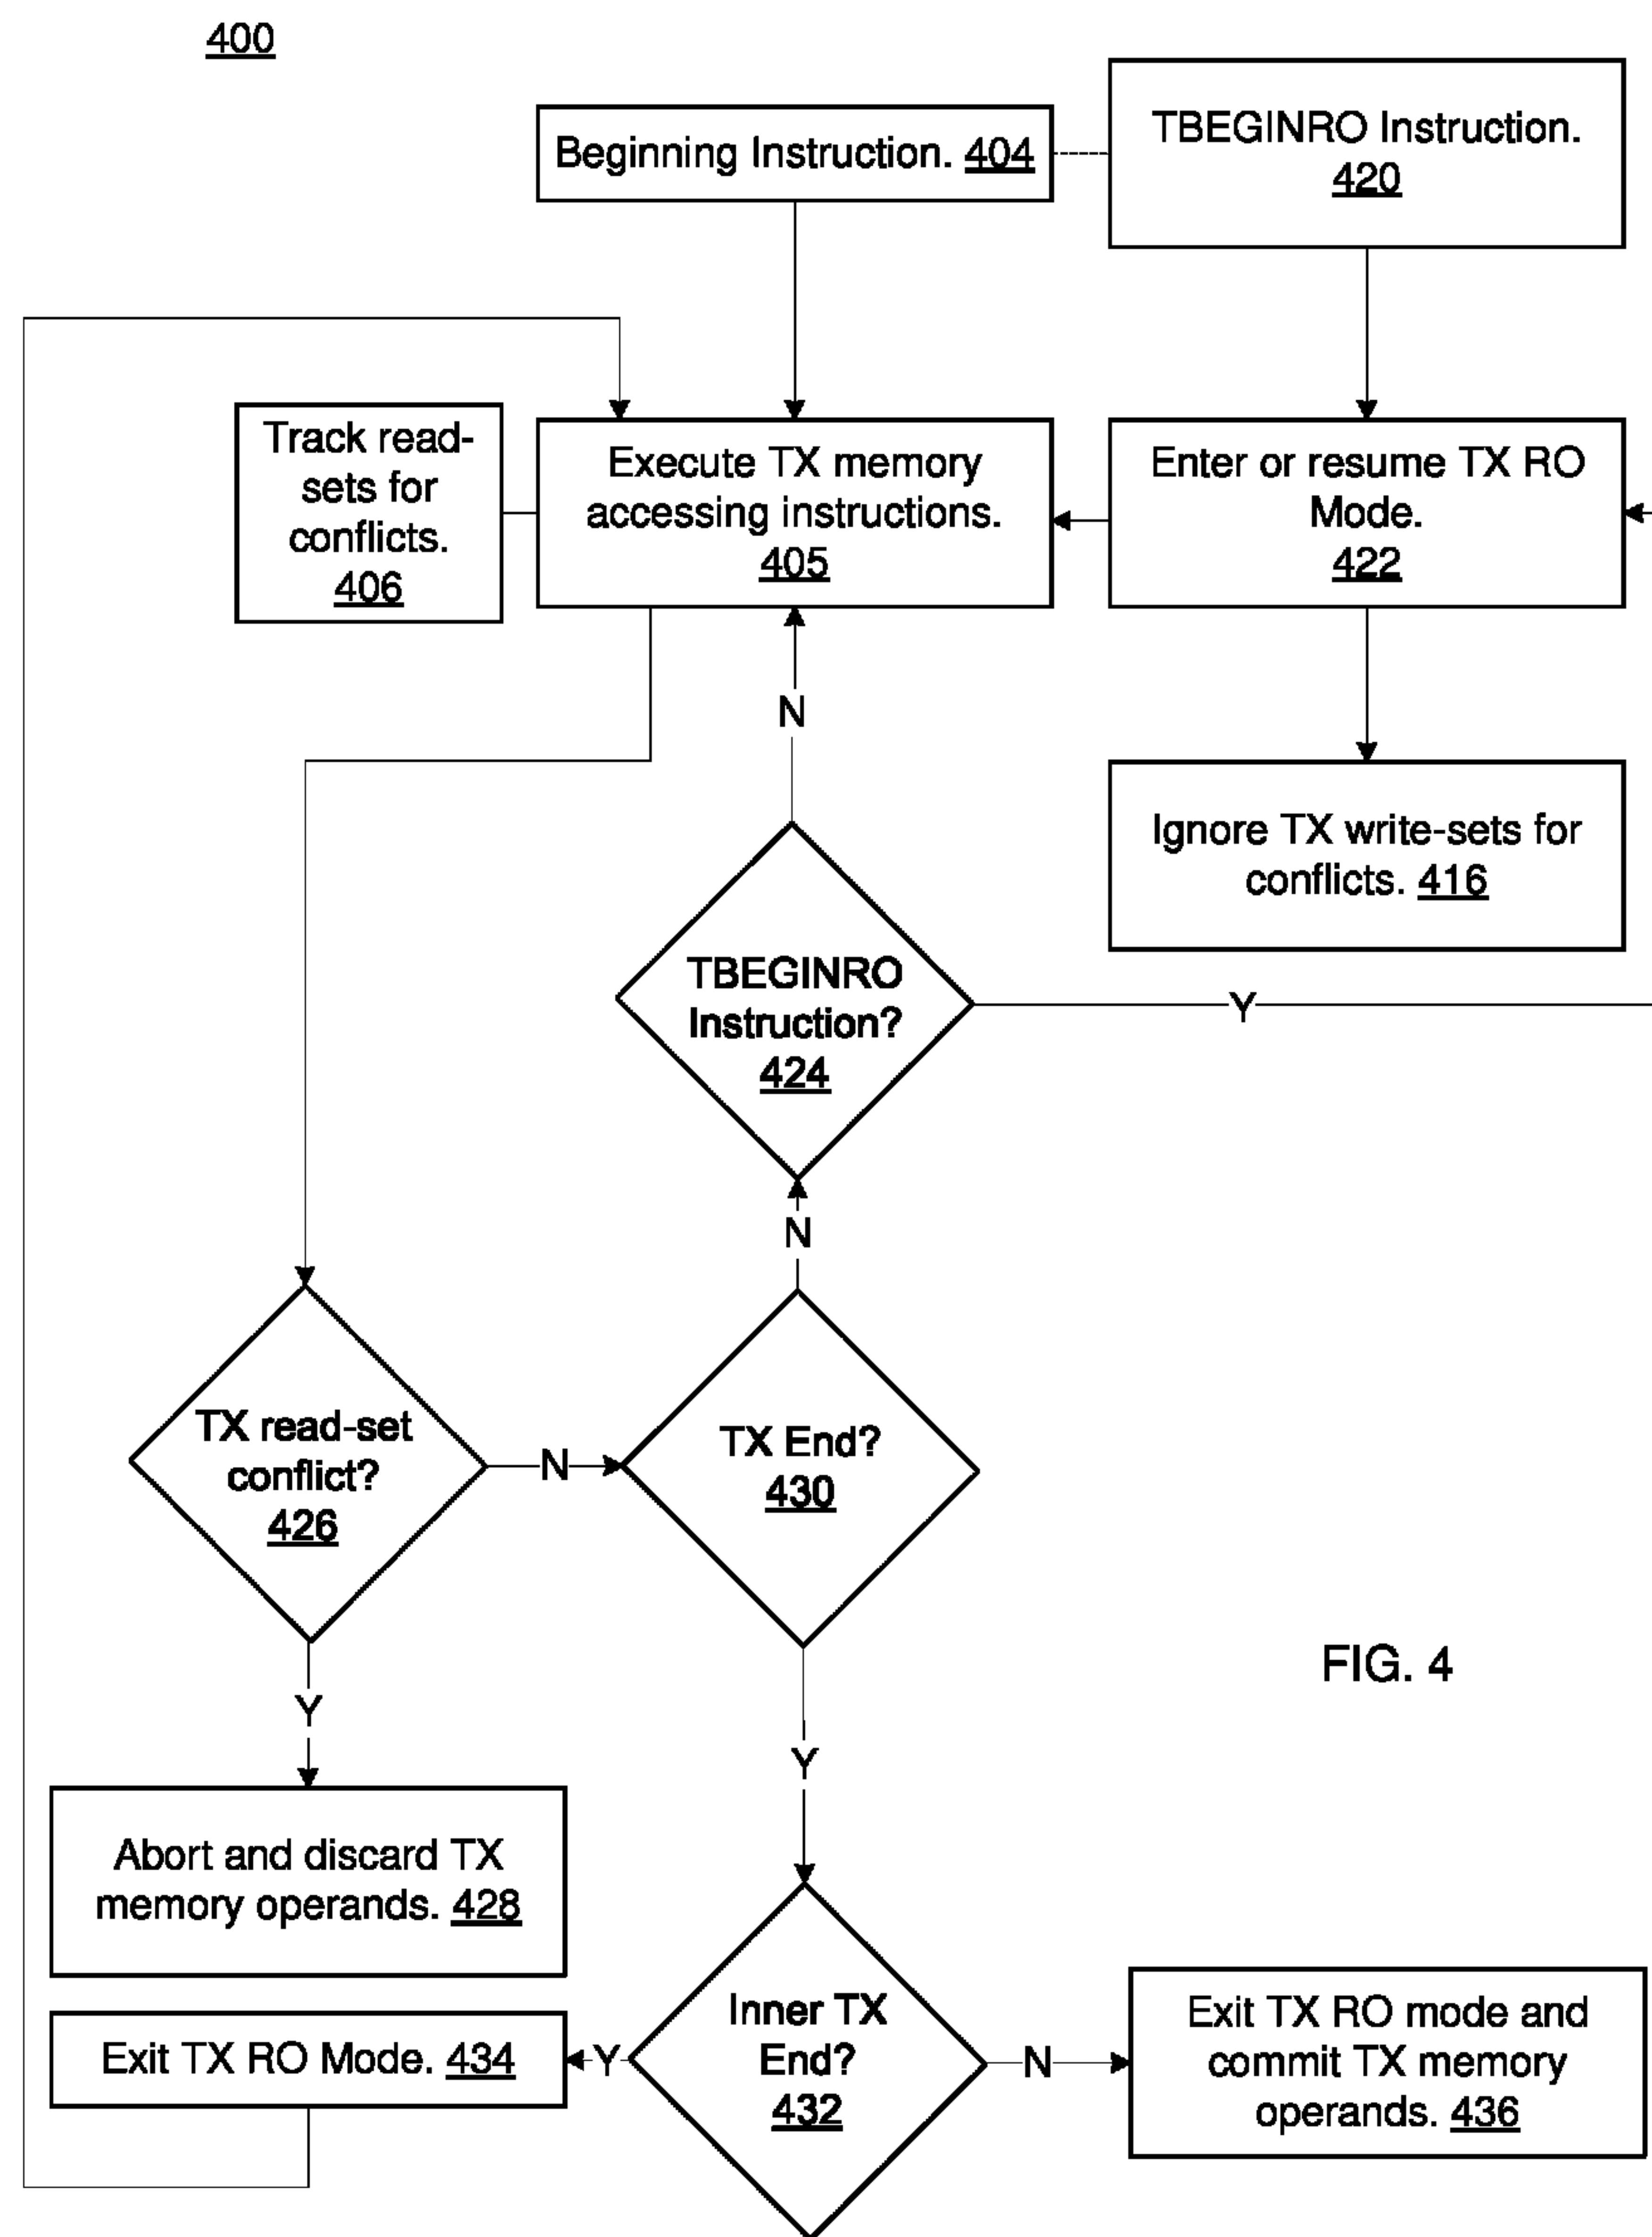 400
Beginning Instruction. 404
TBEGINRO Instruction.
420
Track read-
sets for
conflicts.
406
Execute TX memory
accessing instructions.
405
Enter or resume TX RO
Mode.
422
N
Ignore TX write-sets for
conflicts. 416
TBEGINRO
Instruction?
424
Y
N
TX read-set
conflict?
426
N
TX End?
430
FIG. 4
Y
Y
Abort and discard TX
memory operands. 428
Exit TX RO Mode. 434
Y
Inner TX
End?
432
N
Exit TX RO mode and
commit TX memory
operands. 436